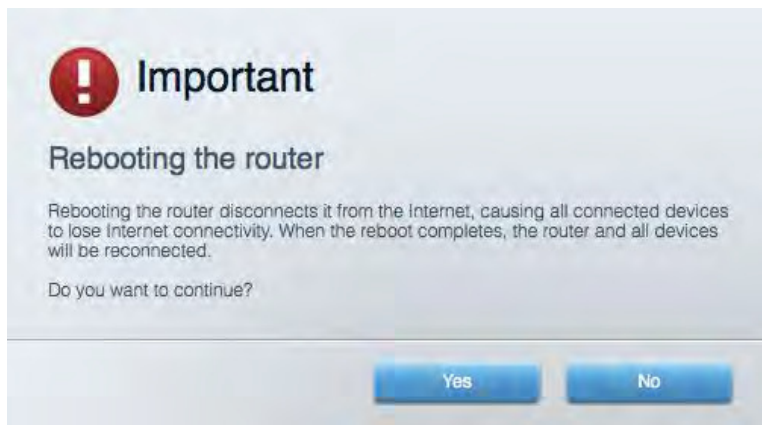 Important
Rebooting the router
Rebooting the router disconnects it from the Internet, causing all connected devices
to lose Internet connectivity. When the reboot completes, the router and all devices
will be reconnected.
Do you want to continue?
Yes
No